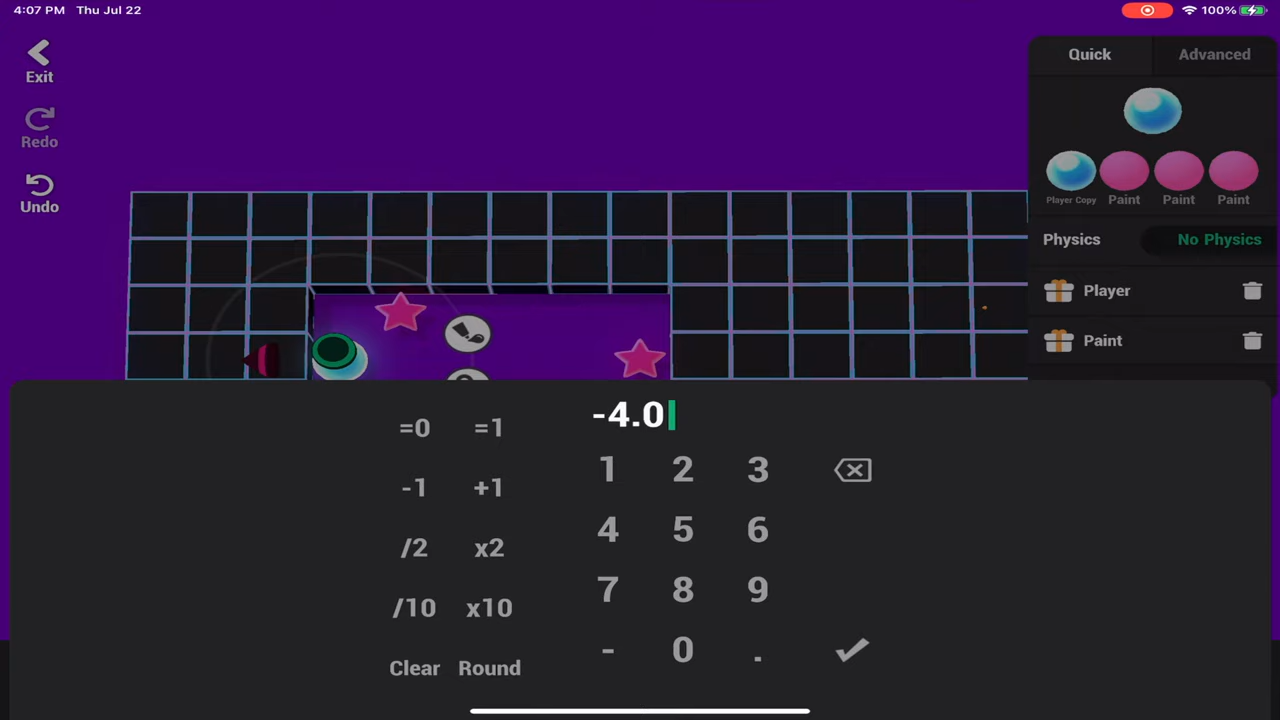 4:07 PM Thu Jul 22
100%
Exit
Redo
Undo
Quick Advanced
Player Copy Paint Paint Paint
Physics No Physics
Player
Paint
-4.0
=0 =1 1 2 3
-1 +1 4 5 6
/2 x2 7 8 9
/10 x10 - 0 .
Clear Round